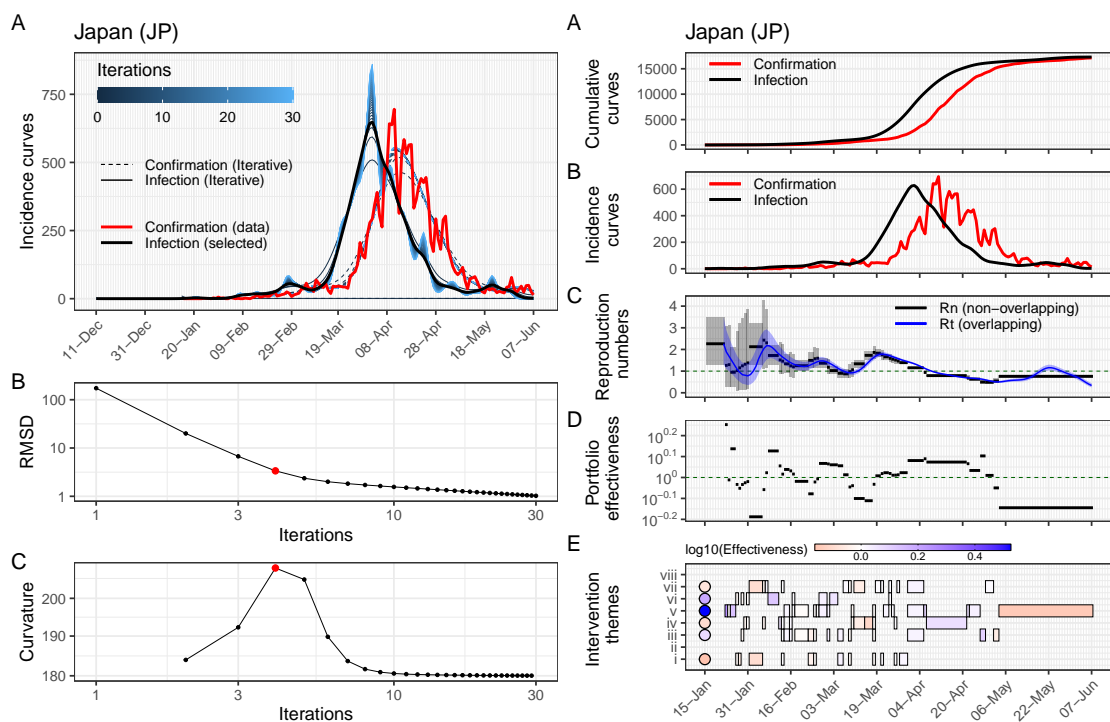 A
Japan (JP)
Iterations
0 10 20 30
Confirmation (Iterative)
Infection (Iterative)
Confirmation (data)
Infection (selected)
Incidence curves
750
500
250
0
11−Dec
31−Dec
20−Jan
09−Feb
29−Feb
19−Mar
08−Apr
28−Apr
18−May
07−Jun
B
RMSD
100
10
1
1 3 10 30
Iterations
C
Curvature
200
190
180
1 3 10 30
Iterations
A
Japan (JP)
Cumulative
curves
15000
10000
5000
0
Confirmation
Infection
B
Incidence
curves
600
400
200
0
Confirmation
Infection
C
Reproduction
numbers
4
3
2
1
0
Rn (non−overlapping)
Rt (overlapping)
D
Portfolio
effectiveness
10^0.2
10^0
10^−0.1
10^−0.2
E
log10(Effectiveness)
0.0 0.2 0.4
Intervention
themes
viii
vii
vi
v
iv
iii
ii
i
15−Jan
31−Jan
16−Feb
03−Mar
19−Mar
04−Apr
20−Apr
06−May
22−May
07−Jun